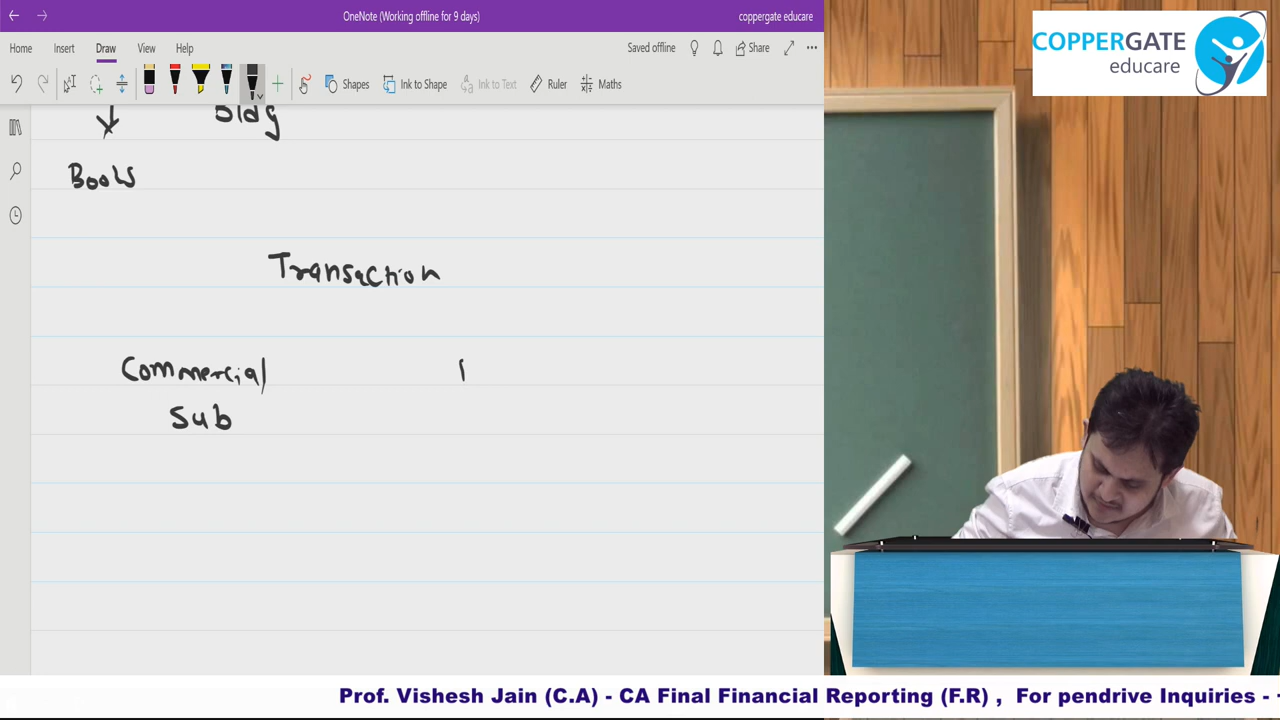 OneNote (Working offline for 9 days)
coppergate educare
Home Insert Draw View Help
Saved offline
Share
Shapes
Ink to Shape
Ink to Text
Ruler
Maths
COPPERGATE
educare
Bldg
Books
Transaction
Commercial
Sub
Prof. Vishesh Jain (C.A) - CA Final Financial Reporting (F.R) , For pendrive Inquiries -